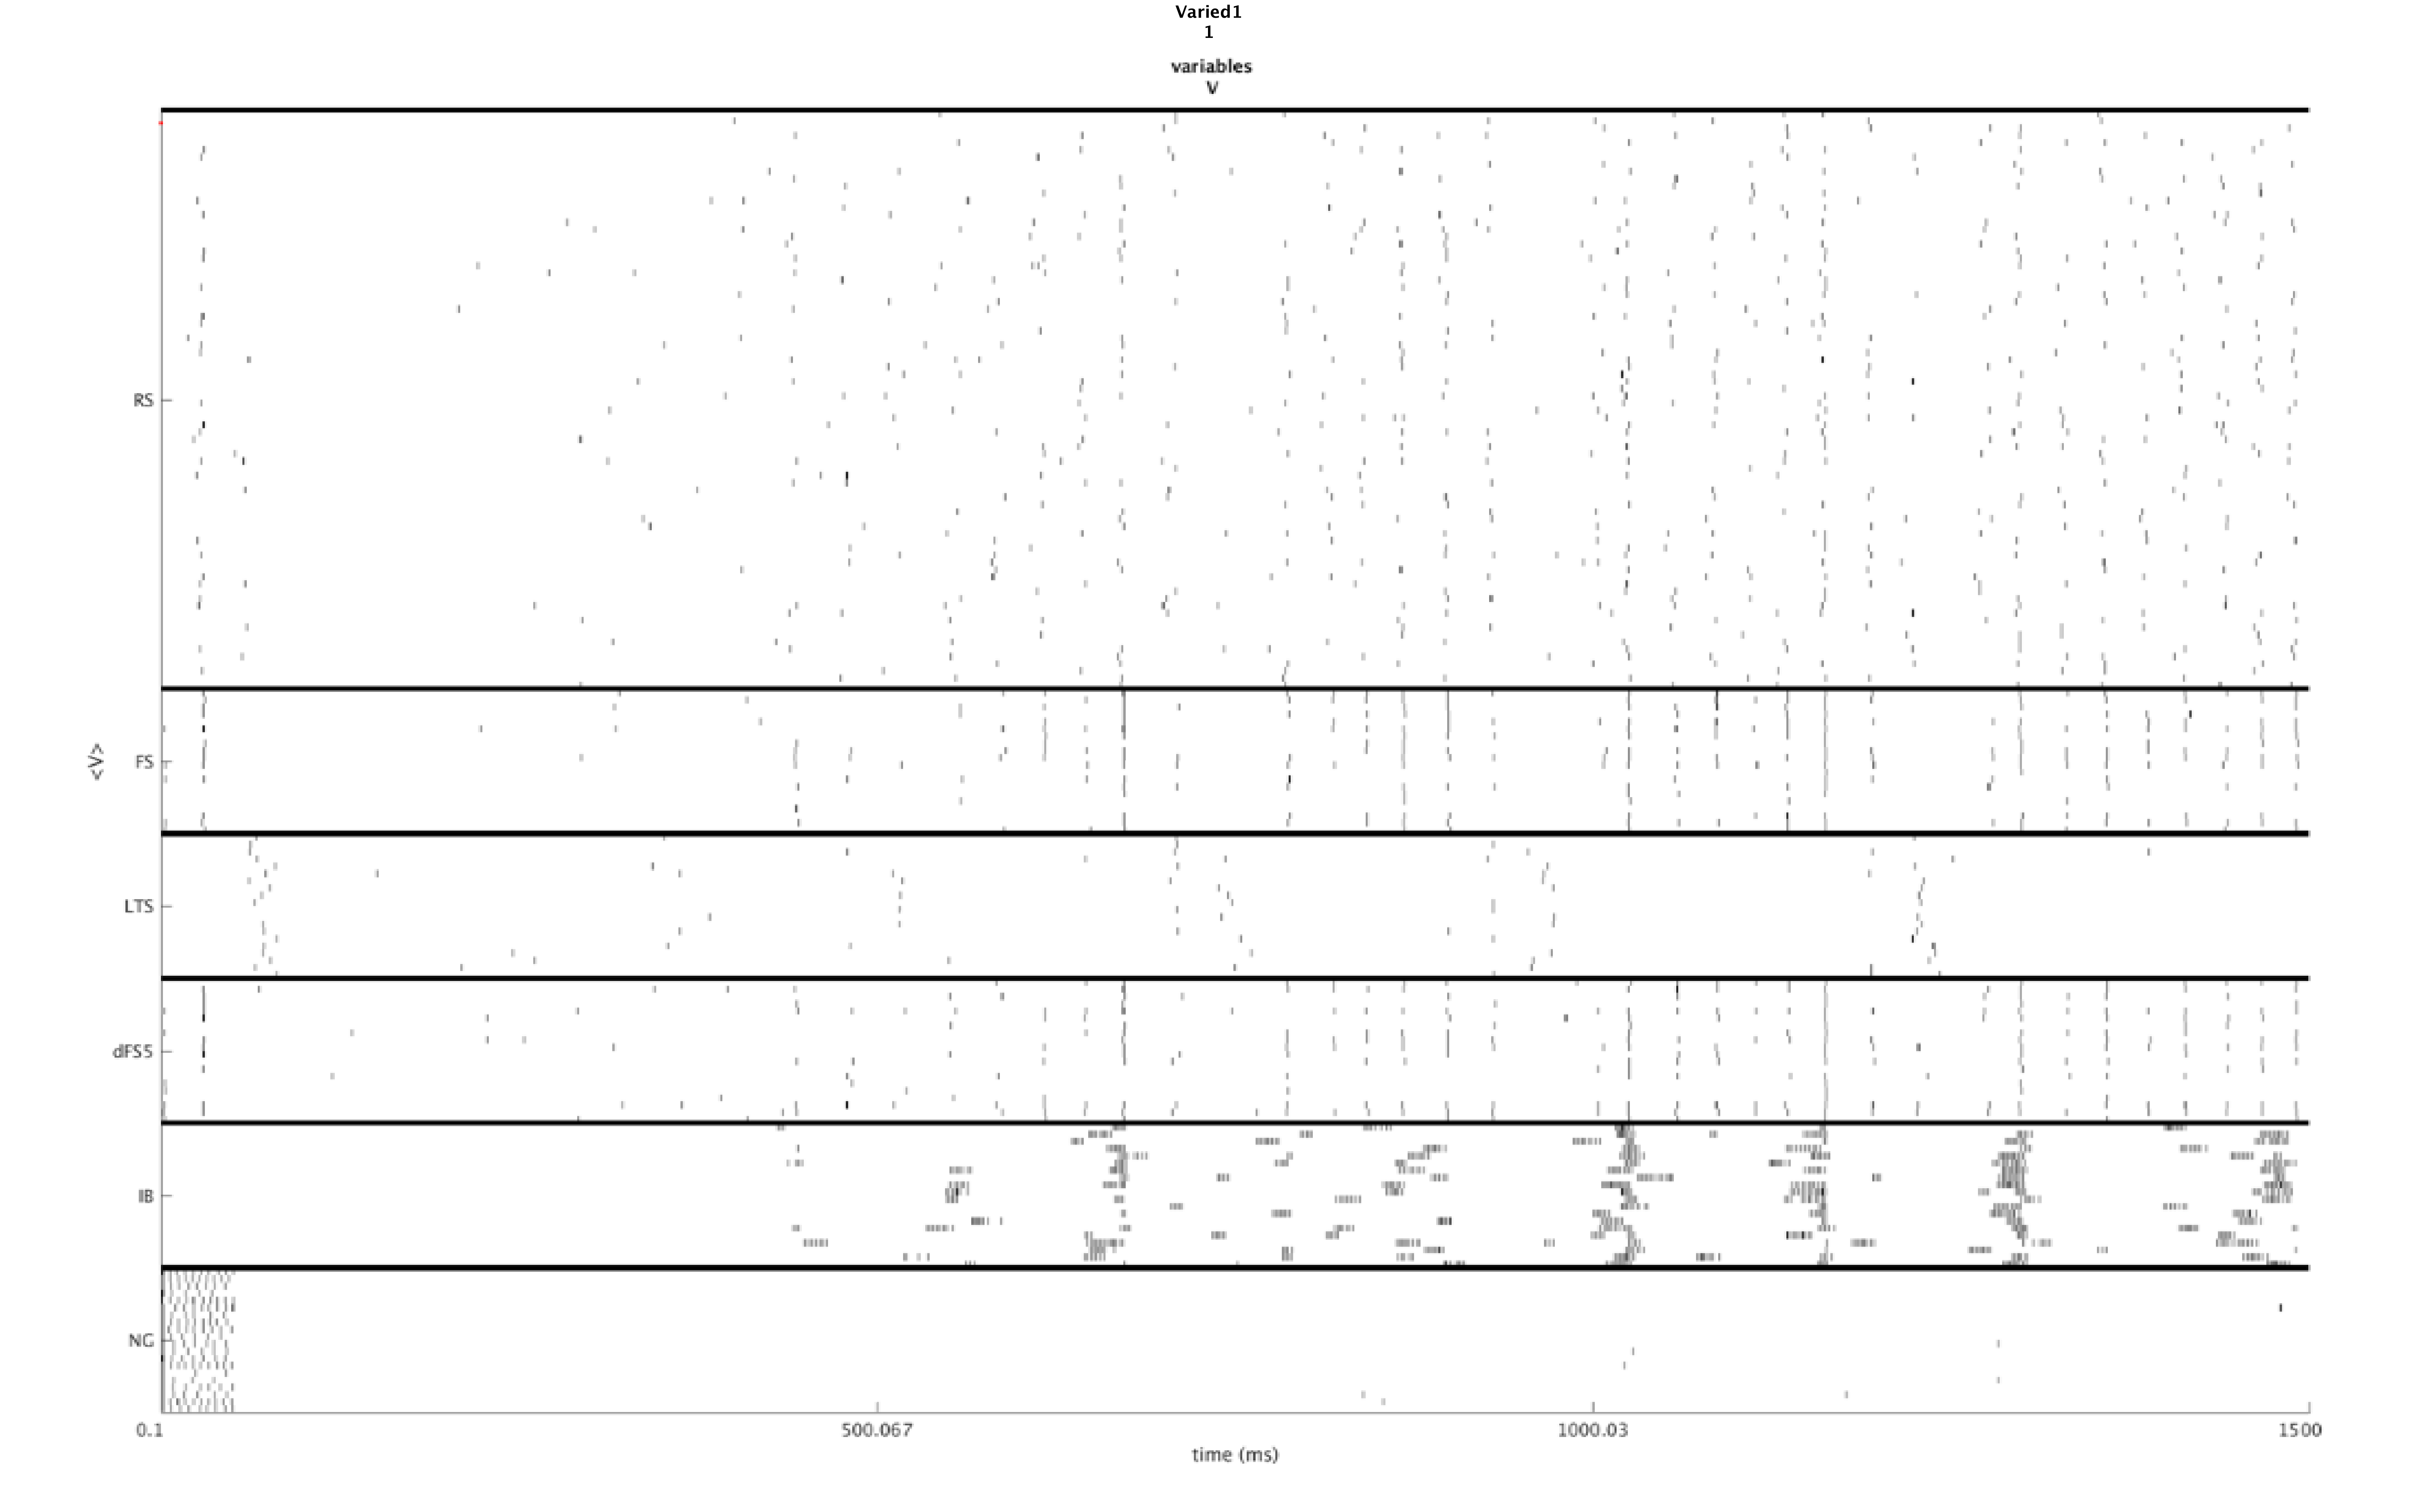 Varied1
1
variables
V
RS
FS
<V>
LTS
dFS5
IB
NG
0.1 500.067 1000.03 1500
time (ms)